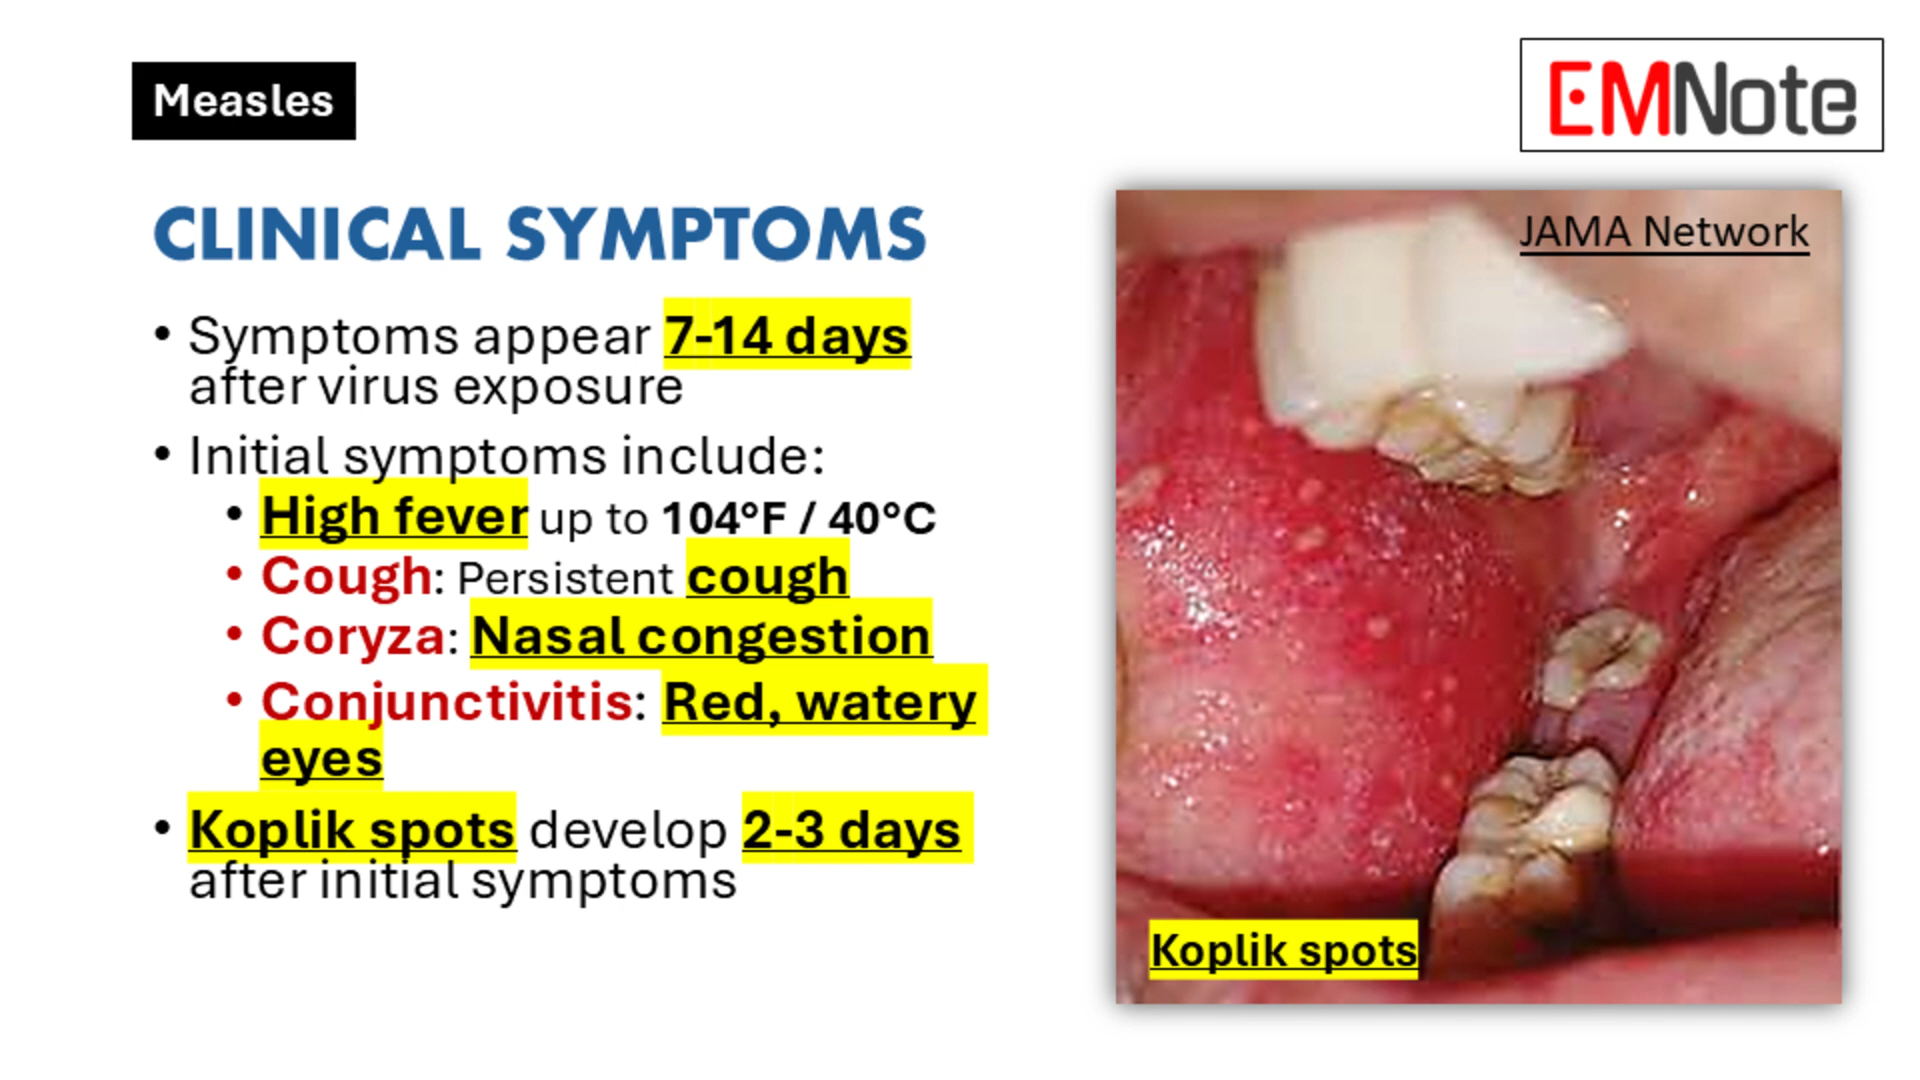 Measles
EMNote
CLINICAL SYMPTOMS
• Symptoms appear 7-14 days
after virus exposure
• Initial symptoms include:
• High fever up to 104°F / 40°C
• Cough: Persistent cough
• Coryza: Nasal congestion
• Conjunctivitis: Red, watery
eyes
• Koplik spots develop 2-3 days
after initial symptoms
JAMA Network
Koplik spots